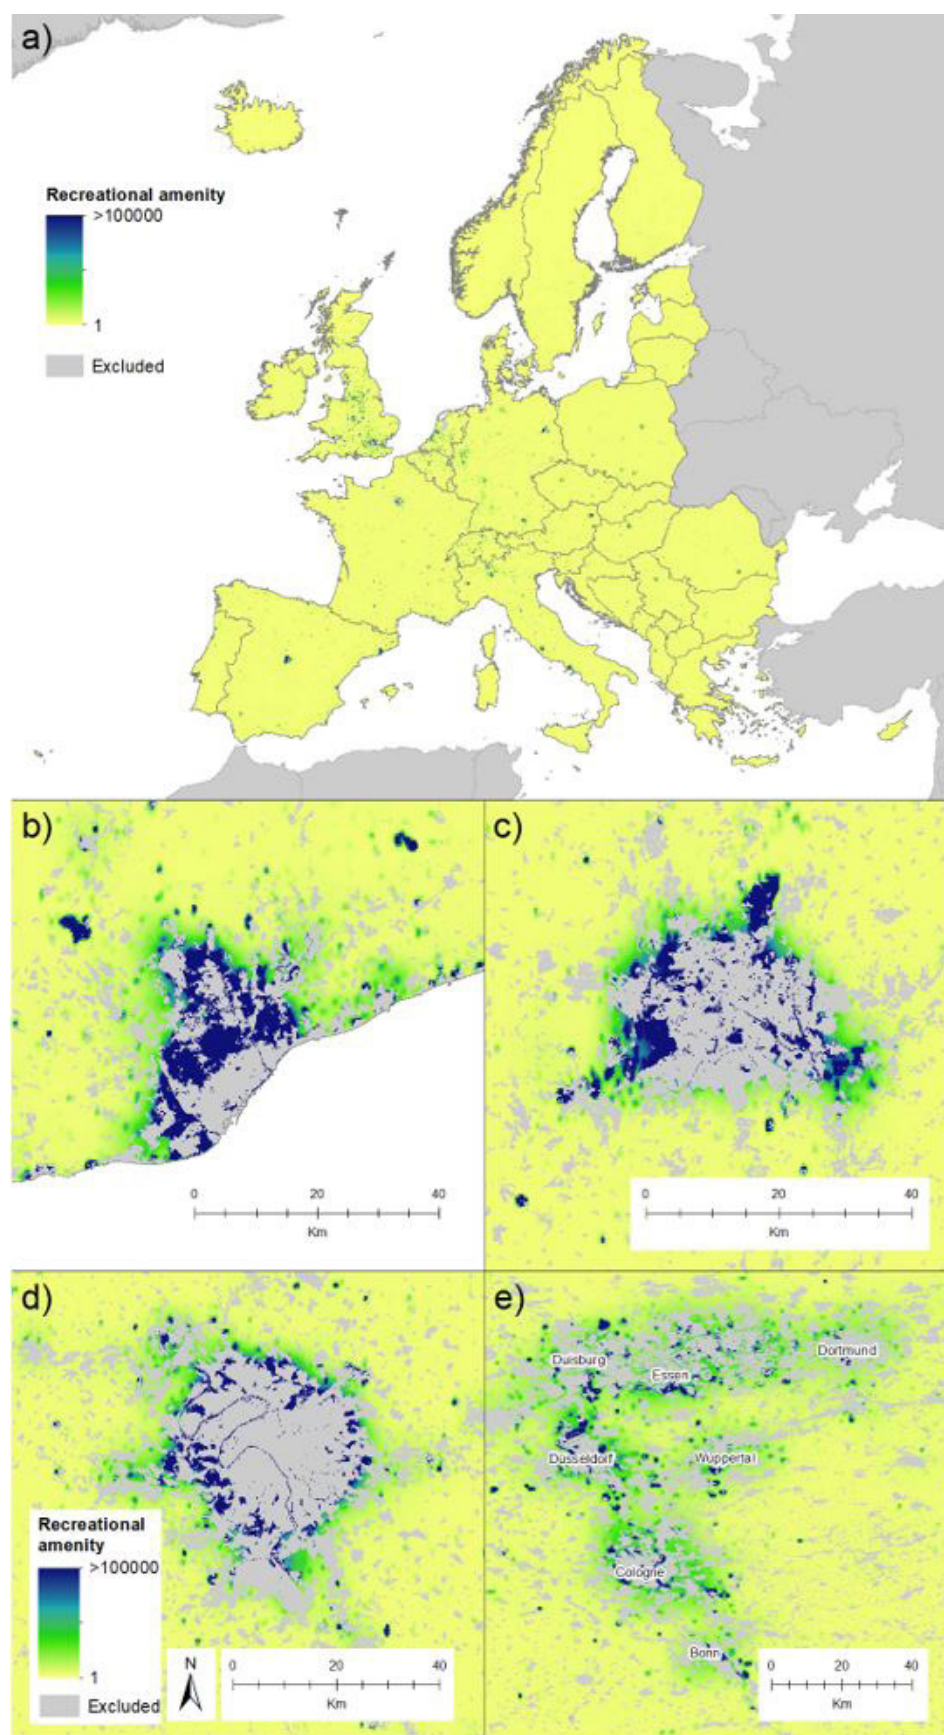 a)
Recreational amenity
>100000
1
Excluded
b)
0 20 40
Km
c)
0 20 40
Km
d)
Recreational
amenity
>100000
1
Excluded
N
0 20 40
Km
e)
Duisburg
Essen
Dortmund
Dusseldorf
Wuppertal
Cologne
Bonn
0 20 40
Km